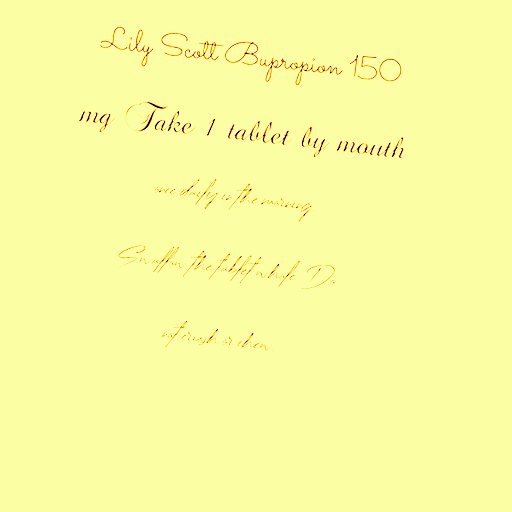 Lily Scott Bupropion 150
mg Take 1 tablet by mouth
once daily in the morning
Swallow the tablet whole Do
not crush or chew